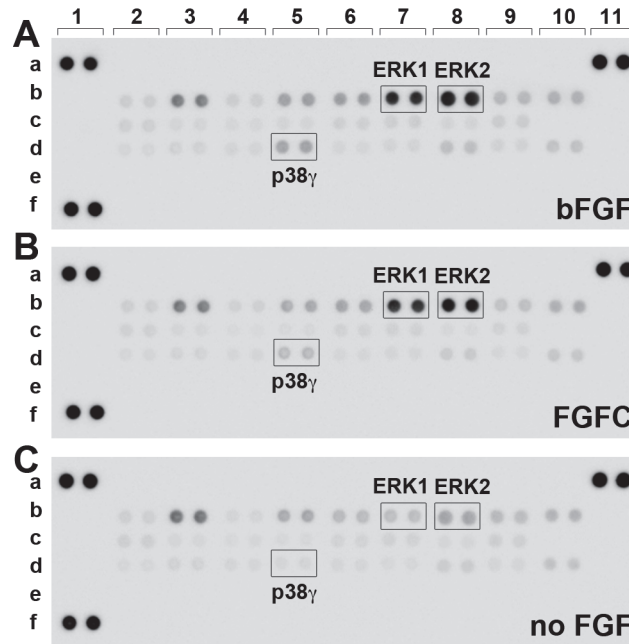 1 2 3 4 5 6 7 8 9 10 11
A
a
ERK1 ERK2
b
c
d
p38γ
e
f
bFGF
B
a
ERK1 ERK2
b
c
d
p38γ
e
f
FGFC
C
a
ERK1 ERK2
b
c
d
e
p38γ
f
no FGF